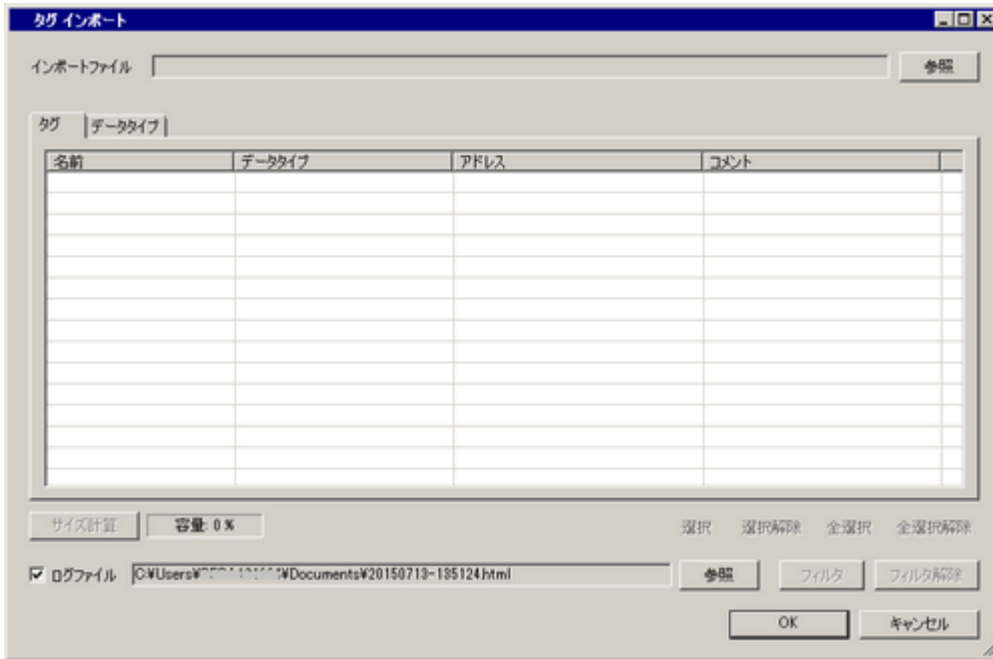 タグ インポート
インポートファイル 参照
タグ データタイプ
名前 データタイプ アドレス コメント
サイズ計算 容量: 0 % 選択 選択解除 全選択 全選択解除
ログファイル C:¥Users¥ ¥Documents¥20150713-135124.html 参照 フィルタ フィルタ解除
OK キャンセル